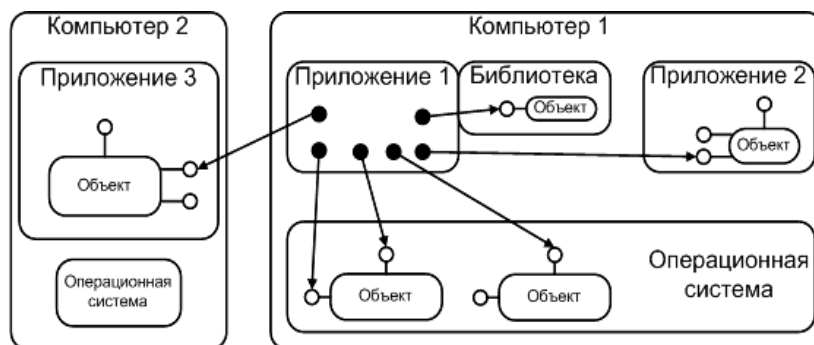 Компьютер 2
Приложение 3
Объект
Операционная
система
Компьютер 1
Приложение 1
Библиотека
Объект
Приложение 2
Объект
Объект
Объект
Операционная
система